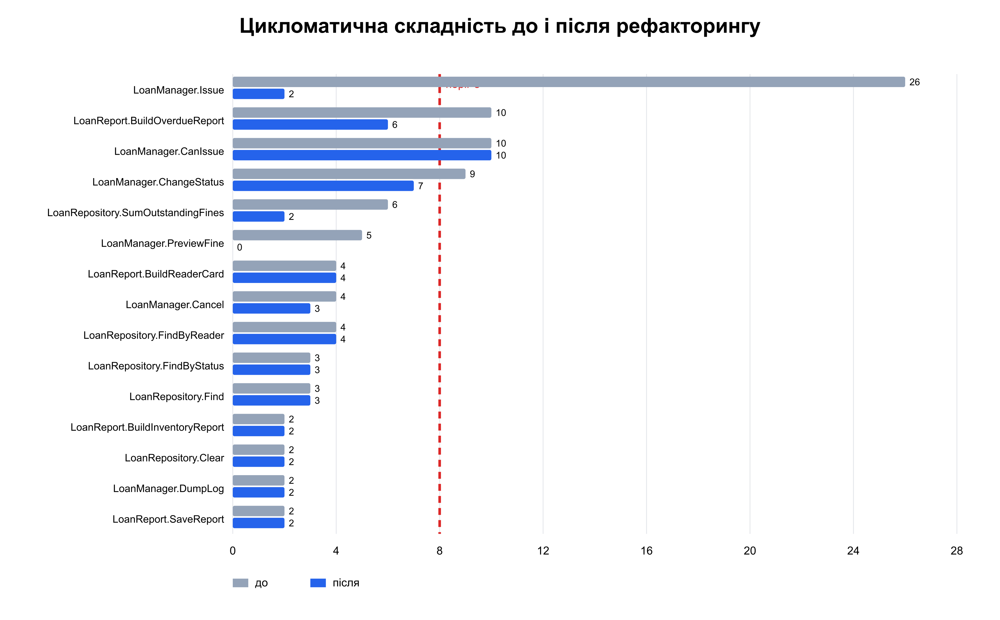 Цикломатична складність до і після рефакторингу
LoanManager.Issue
26
2
LoanReport.BuildOverdueReport
10
6
LoanManager.CanIssue
10
10
LoanManager.ChangeStatus
9
7
LoanRepository.SumOutstandingFines
6
2
LoanManager.PreviewFine
5
0
LoanReport.BuildReaderCard
4
4
LoanManager.Cancel
4
3
LoanRepository.FindByReader
4
4
LoanRepository.FindByStatus
3
3
LoanRepository.Find
3
3
LoanReport.BuildInventoryReport
2
2
LoanRepository.Clear
2
2
LoanManager.DumpLog
2
2
LoanReport.SaveReport
2
2
0 4 8 12 16 20 24 28
до після